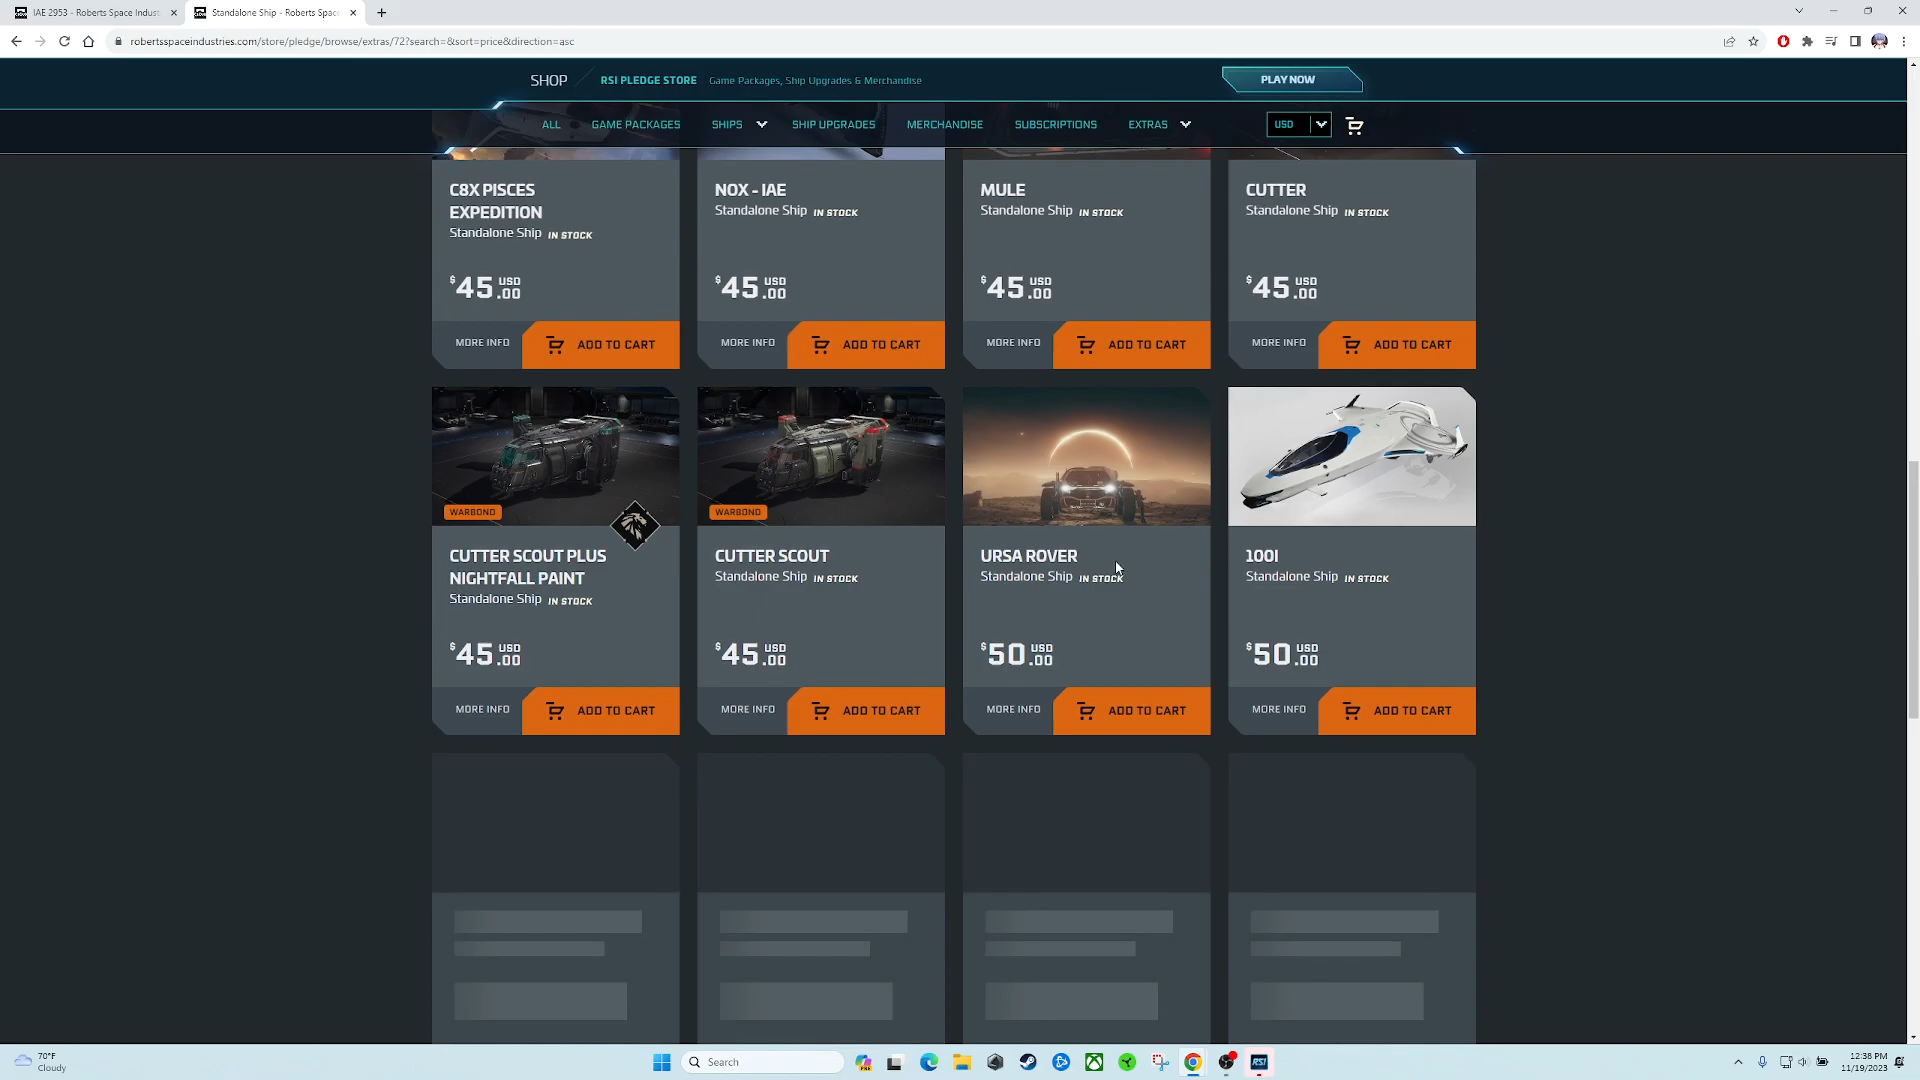 IAE 2953 - Roberts Space Indust
Standalone Ship - Roberts Space
robertsspaceindustries.com/store/pledge/browse/extras/72?search=&sort=price&direction=asc
SHOP
RSI PLEDGE STORE
Game Packages, Ship Upgrades & Merchandise
PLAY NOW
ALL
GAME PACKAGES
SHIPS
SHIP UPGRADES
MERCHANDISE
SUBSCRIPTIONS
EXTRAS
USD
C8X PISCES
EXPEDITION
Standalone Ship IN STOCK
$45.00 USD
MORE INFO
ADD TO CART
NOX - IAE
Standalone Ship IN STOCK
$45.00 USD
MORE INFO
ADD TO CART
MULE
Standalone Ship IN STOCK
$45.00 USD
MORE INFO
ADD TO CART
CUTTER
Standalone Ship IN STOCK
$45.00 USD
MORE INFO
ADD TO CART
WARBOND
CUTTER SCOUT PLUS
NIGHTFALL PAINT
Standalone Ship IN STOCK
$45.00 USD
MORE INFO
ADD TO CART
WARBOND
CUTTER SCOUT
Standalone Ship IN STOCK
$45.00 USD
MORE INFO
ADD TO CART
URSA ROVER
Standalone Ship IN STOCK
$50.00 USD
MORE INFO
ADD TO CART
100I
Standalone Ship IN STOCK
$50.00 USD
MORE INFO
ADD TO CART
70°F
Cloudy
Search
RSI
12:38 PM
11/19/2023